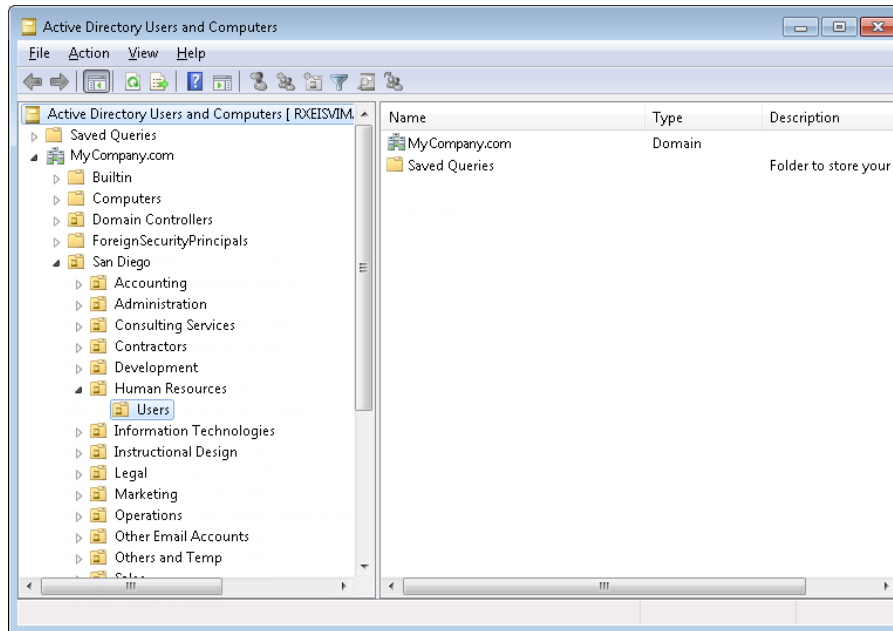 Active Directory Users and Computers
File Action View Help
Active Directory Users and Computers [ RXEISVIM.
Saved Queries
MyCompany.com
Builtin
Computers
Domain Controllers
ForeignSecurityPrincipals
San Diego
Accounting
Administration
Consulting Services
Contractors
Development
Human Resources
Users
Information Technologies
Instructional Design
Legal
Marketing
Operations
Other Email Accounts
Others and Temp
Name Type Description
MyCompany.com Domain
Saved Queries Folder to store your